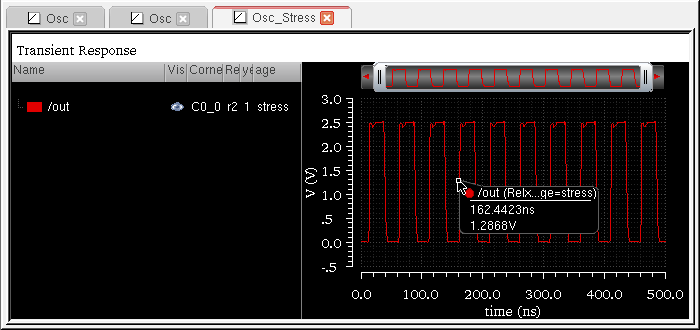 Osc
Osc
Osc_Stress
Transient Response
Name Vis Corne Re yέ age
/out C0_0 r2 1 stress
3.0
2.5
2.0
1.5
1.0
.5
0.0
-.5
V (V)
/out (Relx...ge=stress)
162.4423ns
1.2868V
0.0 100.0 200.0 300.0 400.0 500.0
time (ns)